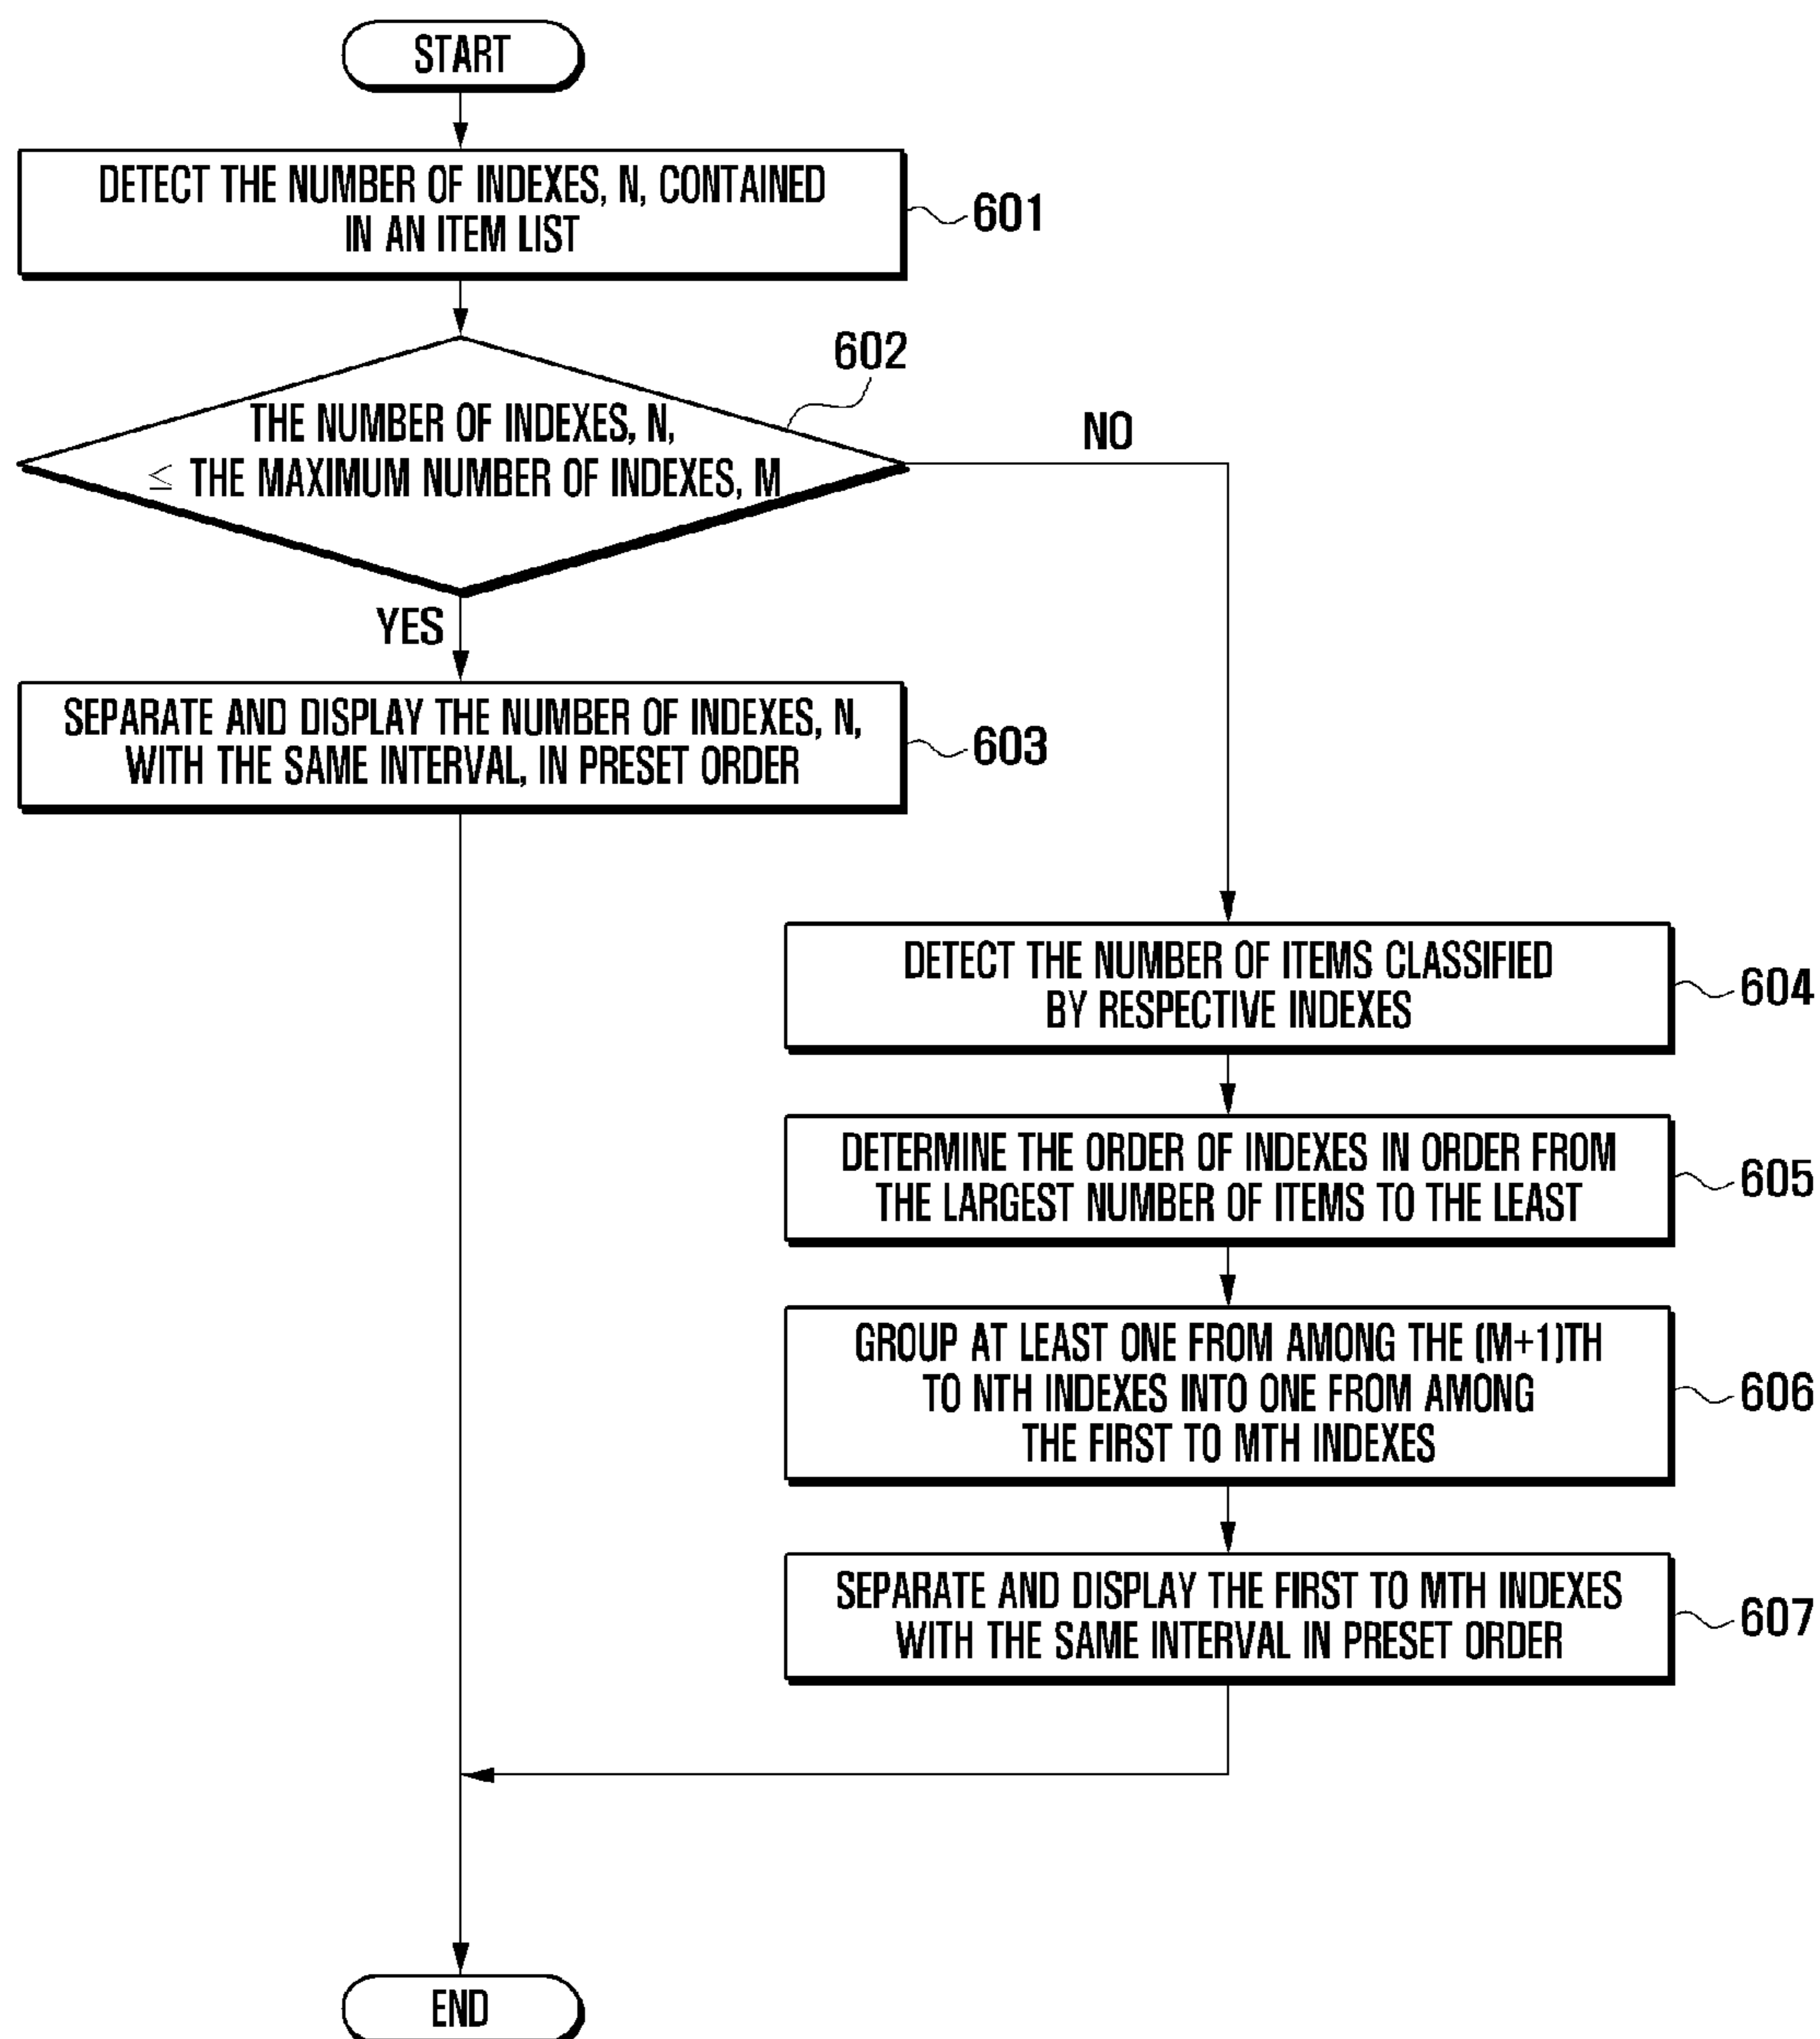 START
DETECT THE NUMBER OF INDEXES, N, CONTAINED
IN AN ITEM LIST
601
602
THE NUMBER OF INDEXES, N,
≤ THE MAXIMUM NUMBER OF INDEXES, M
NO
YES
SEPARATE AND DISPLAY THE NUMBER OF INDEXES, N,
WITH THE SAME INTERVAL, IN PRESET ORDER
603
DETECT THE NUMBER OF ITEMS CLASSIFIED
BY RESPECTIVE INDEXES
604
DETERMINE THE ORDER OF INDEXES IN ORDER FROM
THE LARGEST NUMBER OF ITEMS TO THE LEAST
605
GROUP AT LEAST ONE FROM AMONG THE (M+1)TH
TO NTH INDEXES INTO ONE FROM AMONG
THE FIRST TO MTH INDEXES
606
SEPARATE AND DISPLAY THE FIRST TO MTH INDEXES
WITH THE SAME INTERVAL IN PRESET ORDER
607
END